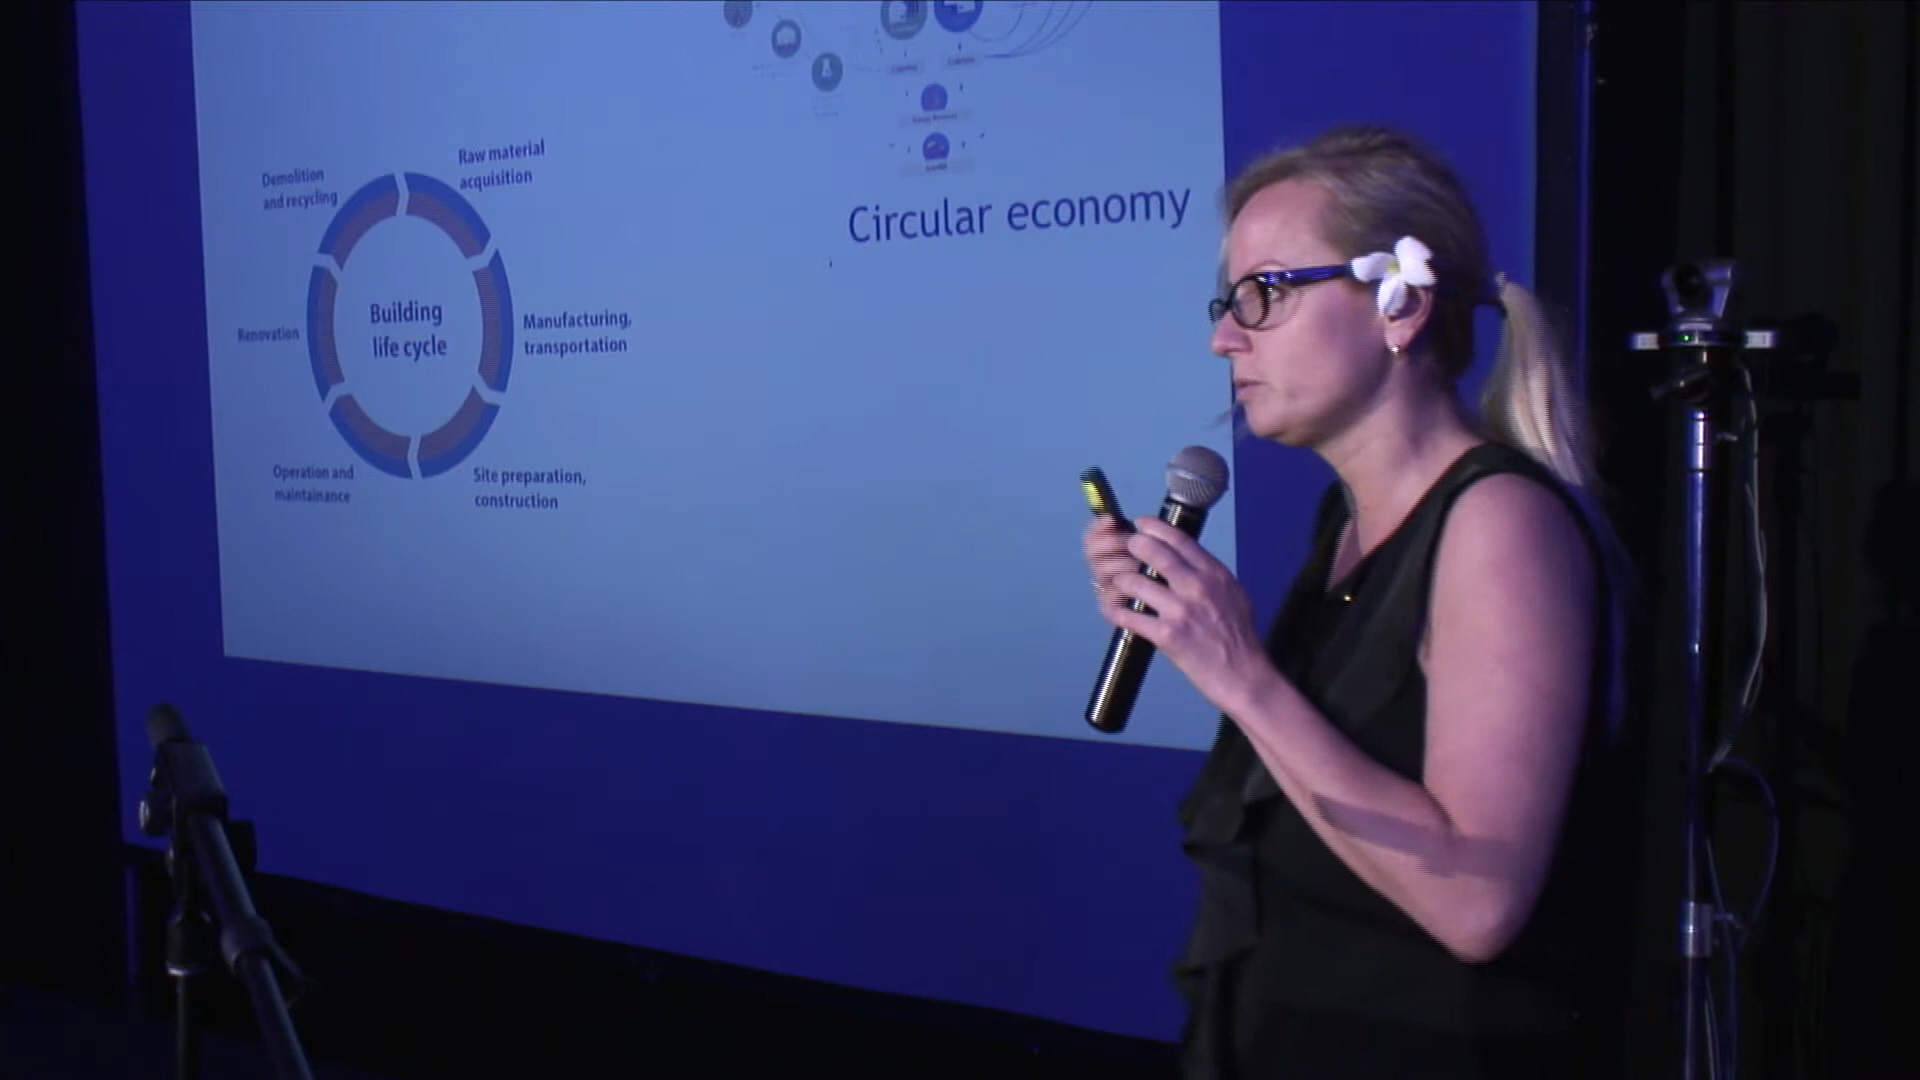 Raw material
acquisition
Demolition
and recycling
Circular economy
Building
life cycle
Manufacturing,
transportation
Renovation
Operation and
maintainance
Site preparation,
construction